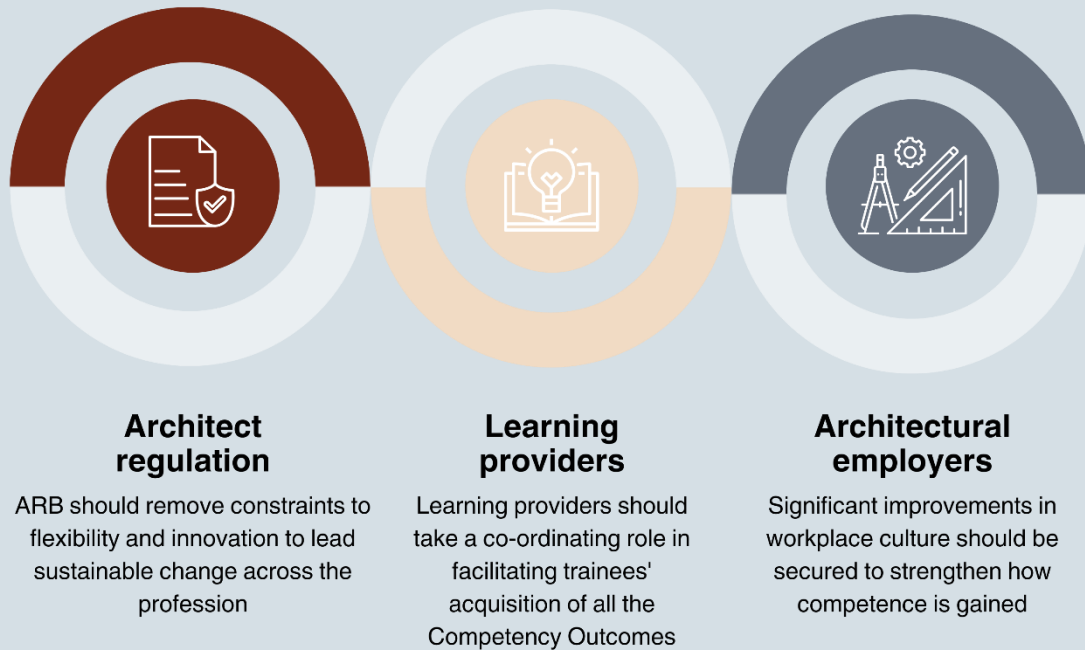 Architect
regulation
ARB should remove constraints to
flexibility and innovation to lead
sustainable change across the
profession
Learning
providers
Learning providers should
take a co-ordinating role in
facilitating trainees'
acquisition of all the
Competency Outcomes
Architectural
employers
Significant improvements in
workplace culture should be
secured to strengthen how
competence is gained